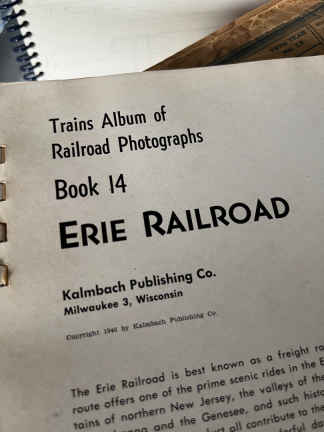 Trains Album of
Railroad Photographs
Book 14
ERIE RAILROAD
Kalmbach Publishing Co.
Milwaukee 3, Wisconsin
by Kalmbach Publishing Co.
The Erie Railroad is best known as a freight
route offers one of the prime scenic rides in the
tains of northern New Jersey, the valleys of the
and the Genesee, and such
all contribute to the